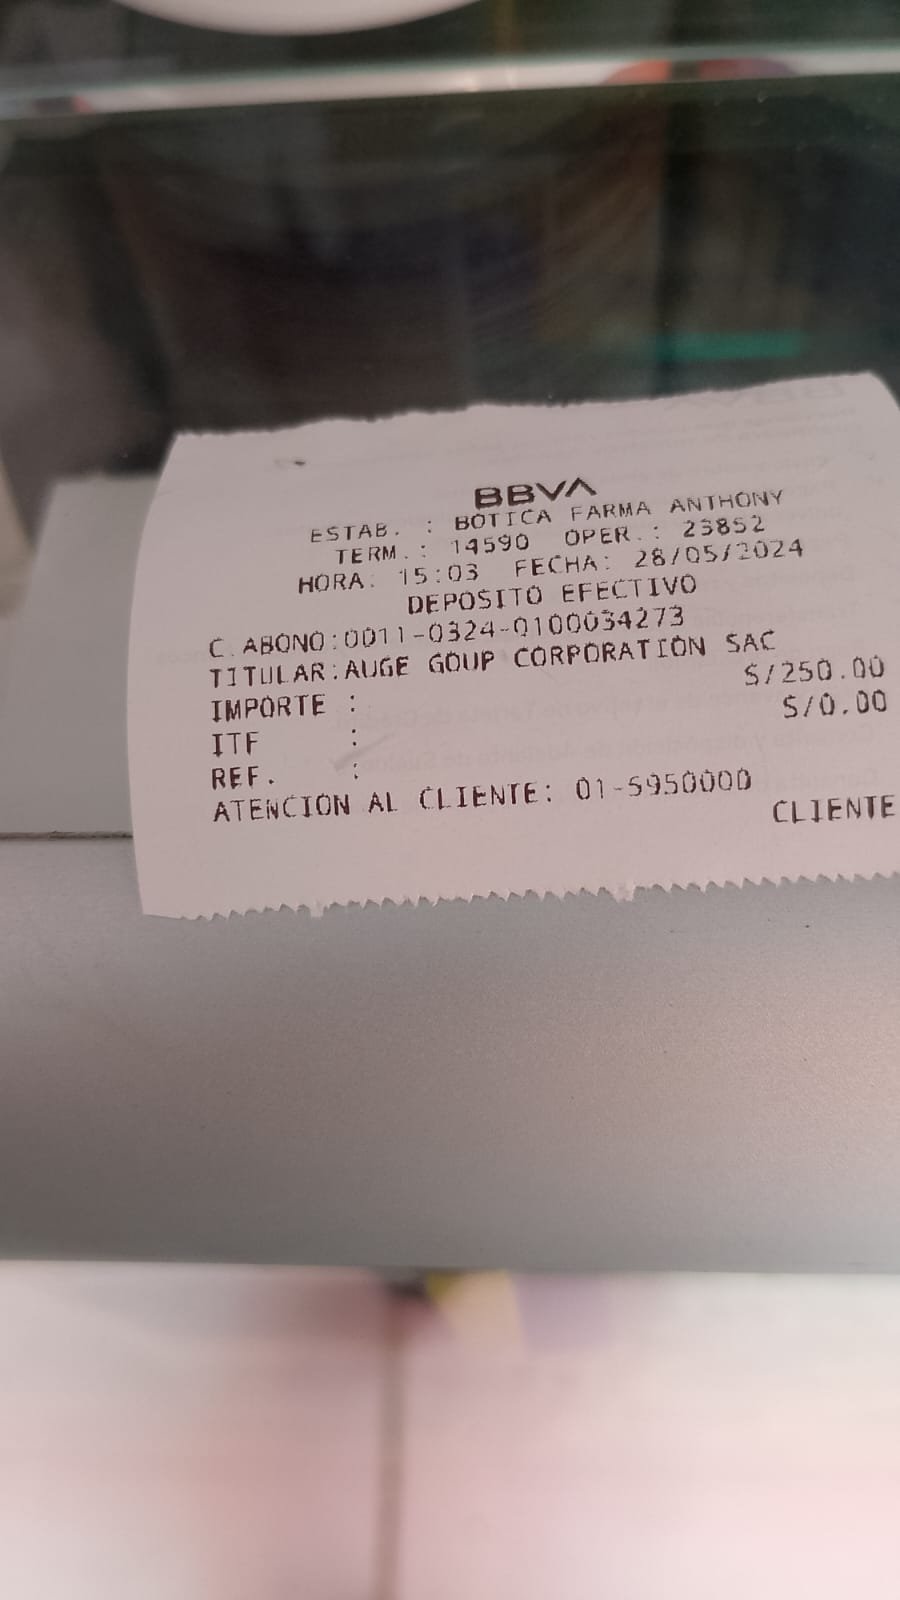 BBVA
ESTAB. : BOTICA FARMA ANTHONY
TERM.: 14590 OPER.: 23852
HORA: 15:03 FECHA: 28/05/2024
DEPOSITO EFECTIVO
C.ABONO:0011-0324-0100034273
TITULAR:AUGE GOUP CORPORATION SAC
IMPORTE : S/250.00
ITF : S/0.00
REF. :
ATENCION AL CLIENTE: 01-5950000
CLIENTE